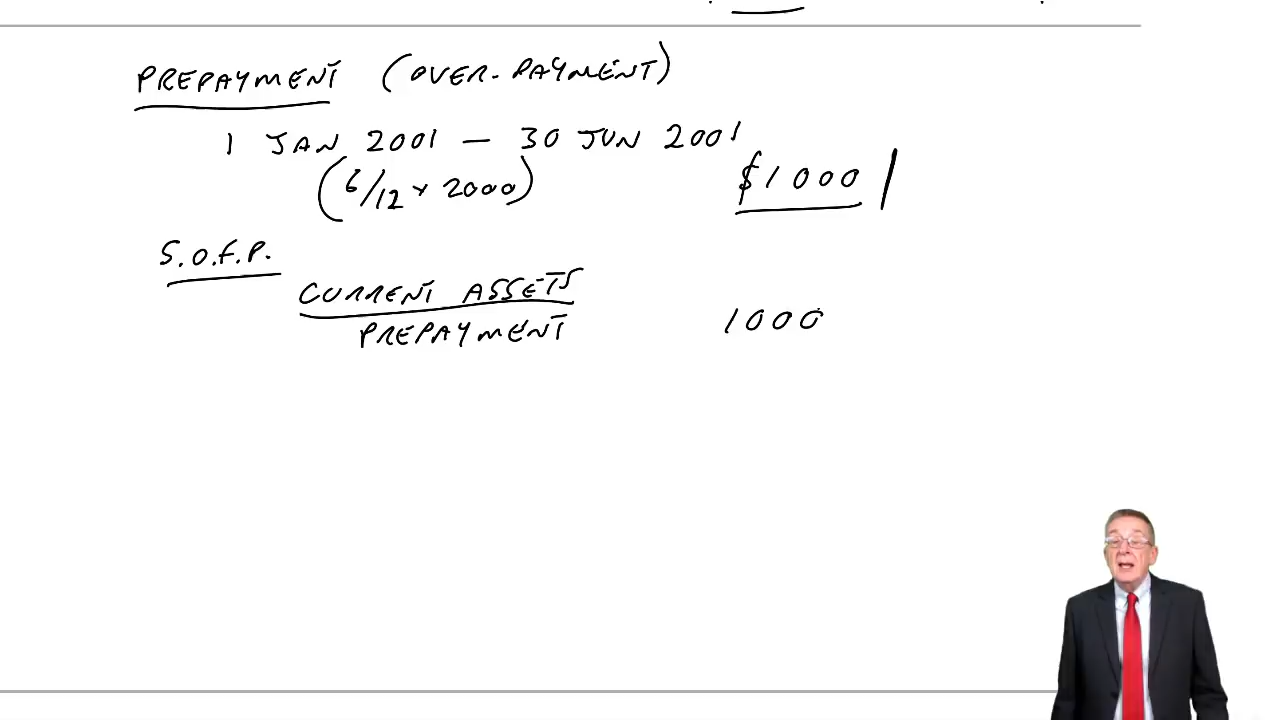 PREPAYMENT (OVER-PAYMENT)
1 JAN 2001 — 30 JUN 2001
(6/12 × 2000) $1000
S.O.F.P.
CURRENT ASSETS
PREPAYMENT 1000